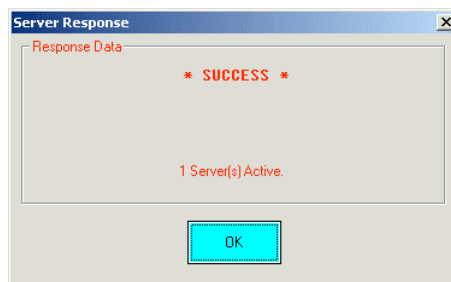 Server Response
Response Data
* SUCCESS *
1 Server(s) Active.
OK